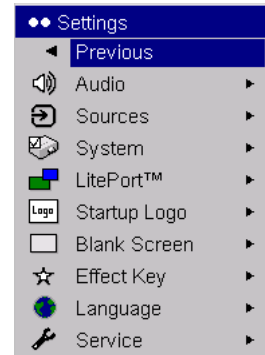 Settings
Previous
Audio
Sources
System
LitePort™
Logo Startup Logo
Blank Screen
Effect Key
Language
Service